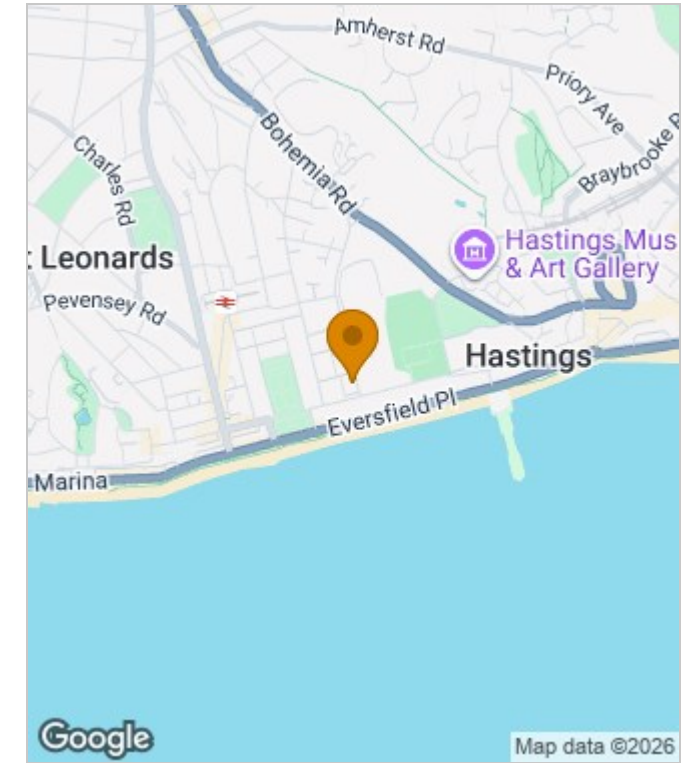 Amherst Rd
Priory Ave
Bohemia Rd
Braybrooke R
Charles Rd
Hastings Mus
& Art Gallery
t Leonards
Pevensey Rd
Hastings
Eversfield Pl
Marina
Google
Map data ©2026